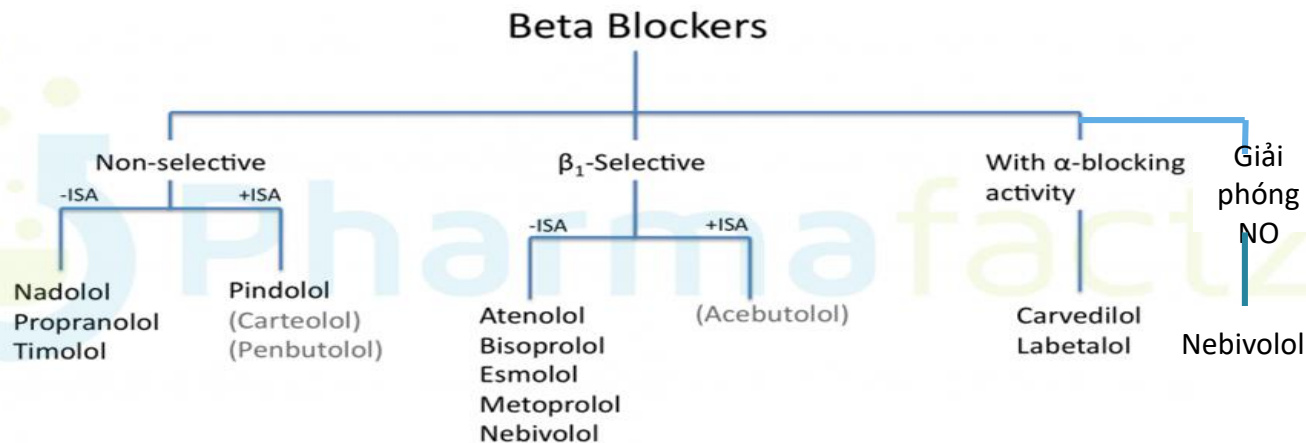 Beta Blockers
Non-selective
-ISA
+ISA
Nadolol
Propranolol
Timolol
Pindolol
(Carteolol)
(Penbutolol)
β₁-Selective
-ISA
+ISA
Atenolol
Bisoprolol
Esmolol
Metoprolol
Nebivolol
(Acebutolol)
With α-blocking
activity
Carvedilol
Labetalol
Giải
phóng
NO
Nebivolol
Pharmafactz